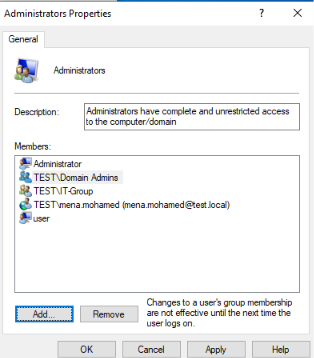 Administrators Properties
?
×
General
Administrators
Description:
Administrators have complete and unrestricted access
to the computer/domain
Members:
Administrator
TEST\Domain Admins
TEST\IT-Group
TEST\mena.mohamed (mena.mohamed@test.local)
user
Add...
Remove
Changes to a user's group membership
are not effective until the next time the
user logs on.
OK
Cancel
Apply
Help